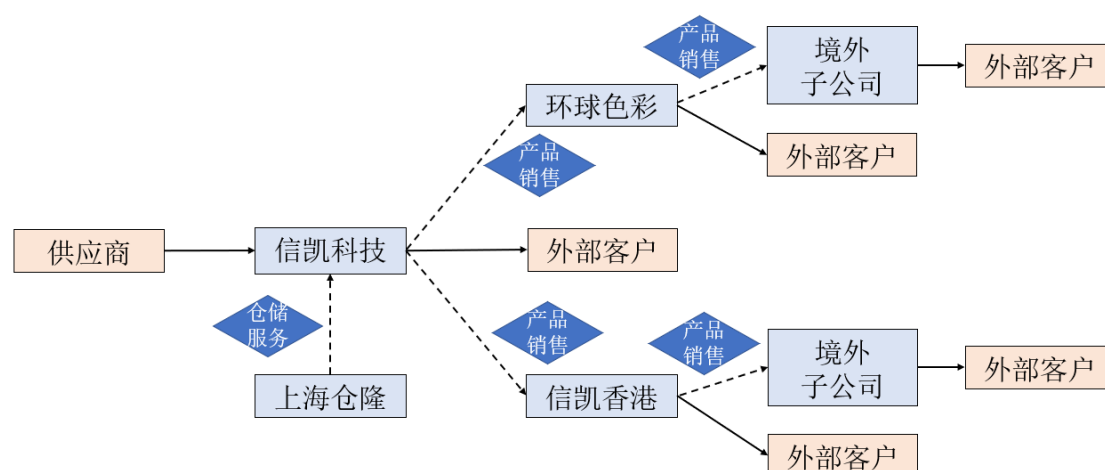 产品
销售
境外
子公司
外部客户
环球色彩
外部客户
产品
销售
供应商
信凯科技
外部客户
仓储
服务
产品
销售
产品
销售
境外
子公司
外部客户
上海仓隆
信凯香港
外部客户